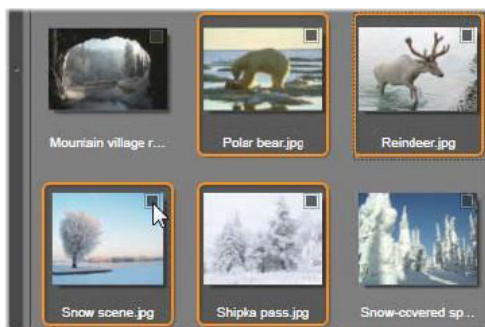 Mountain village r...
Polar bear.jpg
Reindeer.jpg
Snow scene.jpg
Shipka pass.jpg
Snow-covered sp...